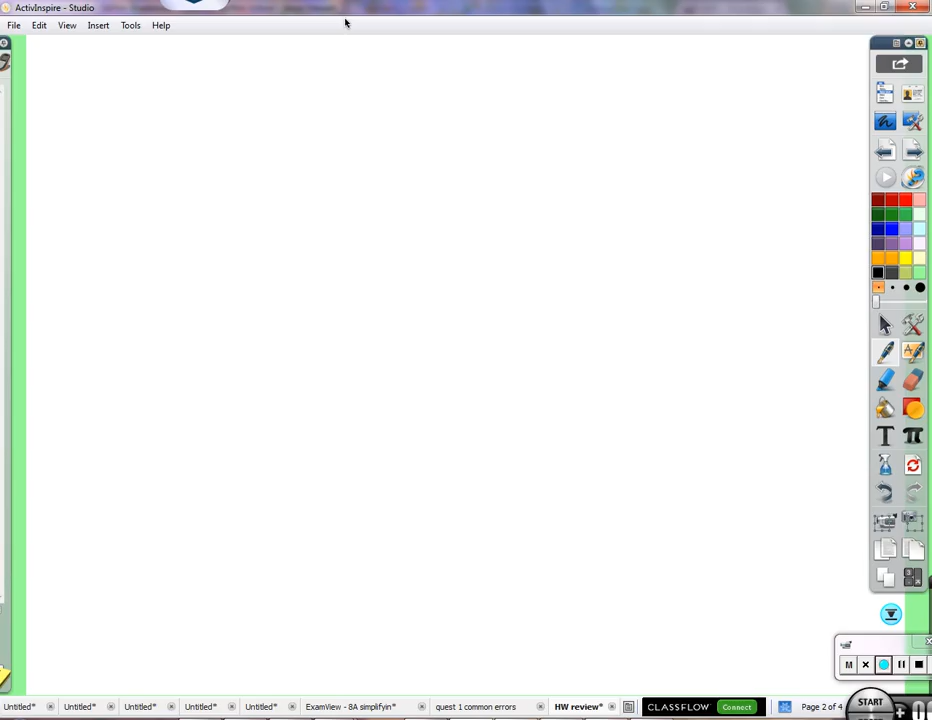 ActivInspire - Studio
File Edit View Insert Tools Help
T π
M
Untitled* Untitled* Untitled* Untitled* Untitled* ExamView - 8A simplifyin* quest 1 common errors HW review* CLASSFLOW Connect Page 2 of 4 START